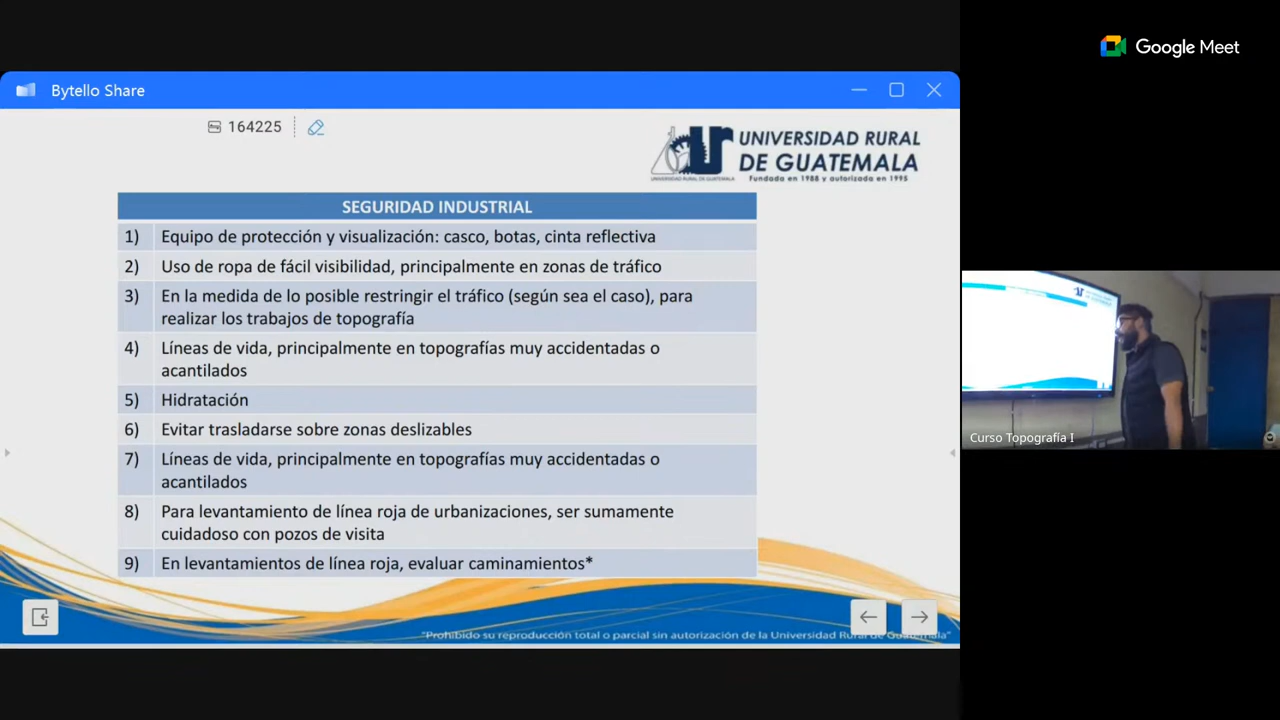 Google Meet
Bytello Share
164225
UNIVERSIDAD RURAL
DE GUATEMALA
Fundada en 1988 y autorizada en 1995
UNIVERSIDAD RURAL DE GUATEMALA
SEGURIDAD INDUSTRIAL
1) Equipo de protección y visualización: casco, botas, cinta reflectiva
2) Uso de ropa de fácil visibilidad, principalmente en zonas de tráfico
3) En la medida de lo posible restringir el tráfico (según sea el caso), para
realizar los trabajos de topografía
4) Líneas de vida, principalmente en topografías muy accidentadas o
acantilados
5) Hidratación
6) Evitar trasladarse sobre zonas deslizables
7) Líneas de vida, principalmente en topografías muy accidentadas o
acantilados
8) Para levantamiento de línea roja de urbanizaciones, ser sumamente
cuidadoso con pozos de visita
9) En levantamientos de línea roja, evaluar caminamientos*
"Prohibido su reproducción total o parcial sin autorización de la Universidad Rural de Guatemala"
Curso Topografía I